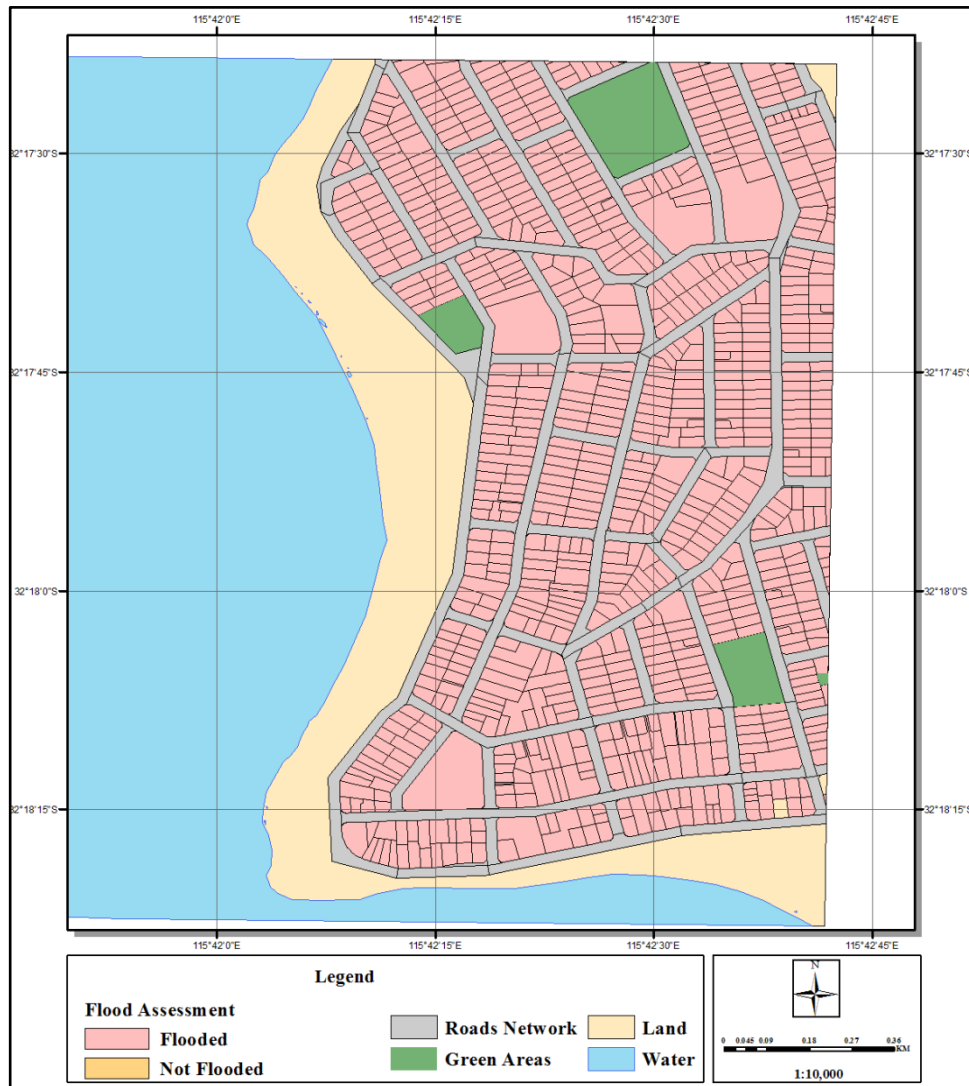 115°42'0"E 115°42'15"E 115°42'30"E 115°42'45"E
32°17'30"S 32°17'30"S
32°17'45"S 32°17'45"S
32°18'0"S 32°18'0"S
32°18'15"S 32°18'15"S
115°42'0"E 115°42'15"E 115°42'30"E 115°42'45"E
Legend
Flood Assessment
Flooded
Not Flooded
Roads Network
Green Areas
Land
Water
N
0 0.045 0.09 0.18 0.27 0.36
KM
1:10,000